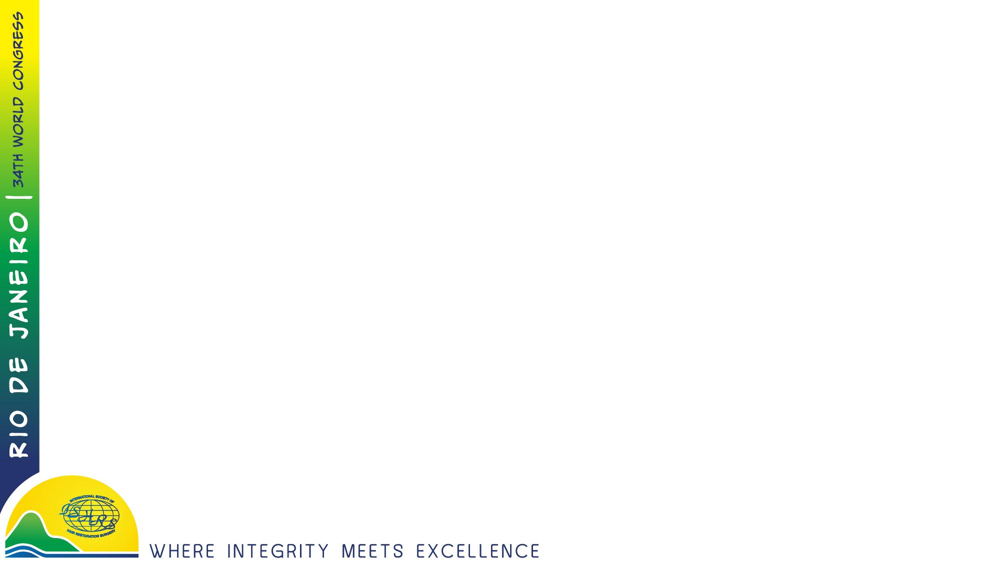 RIO DE JANEIRO | 34TH WORLD CONGRESS
INTERNATIONAL SOCIETY OF
ISHRS
HAIR RESTORATION SURGERY
WHERE INTEGRITY MEETS EXCELLENCE